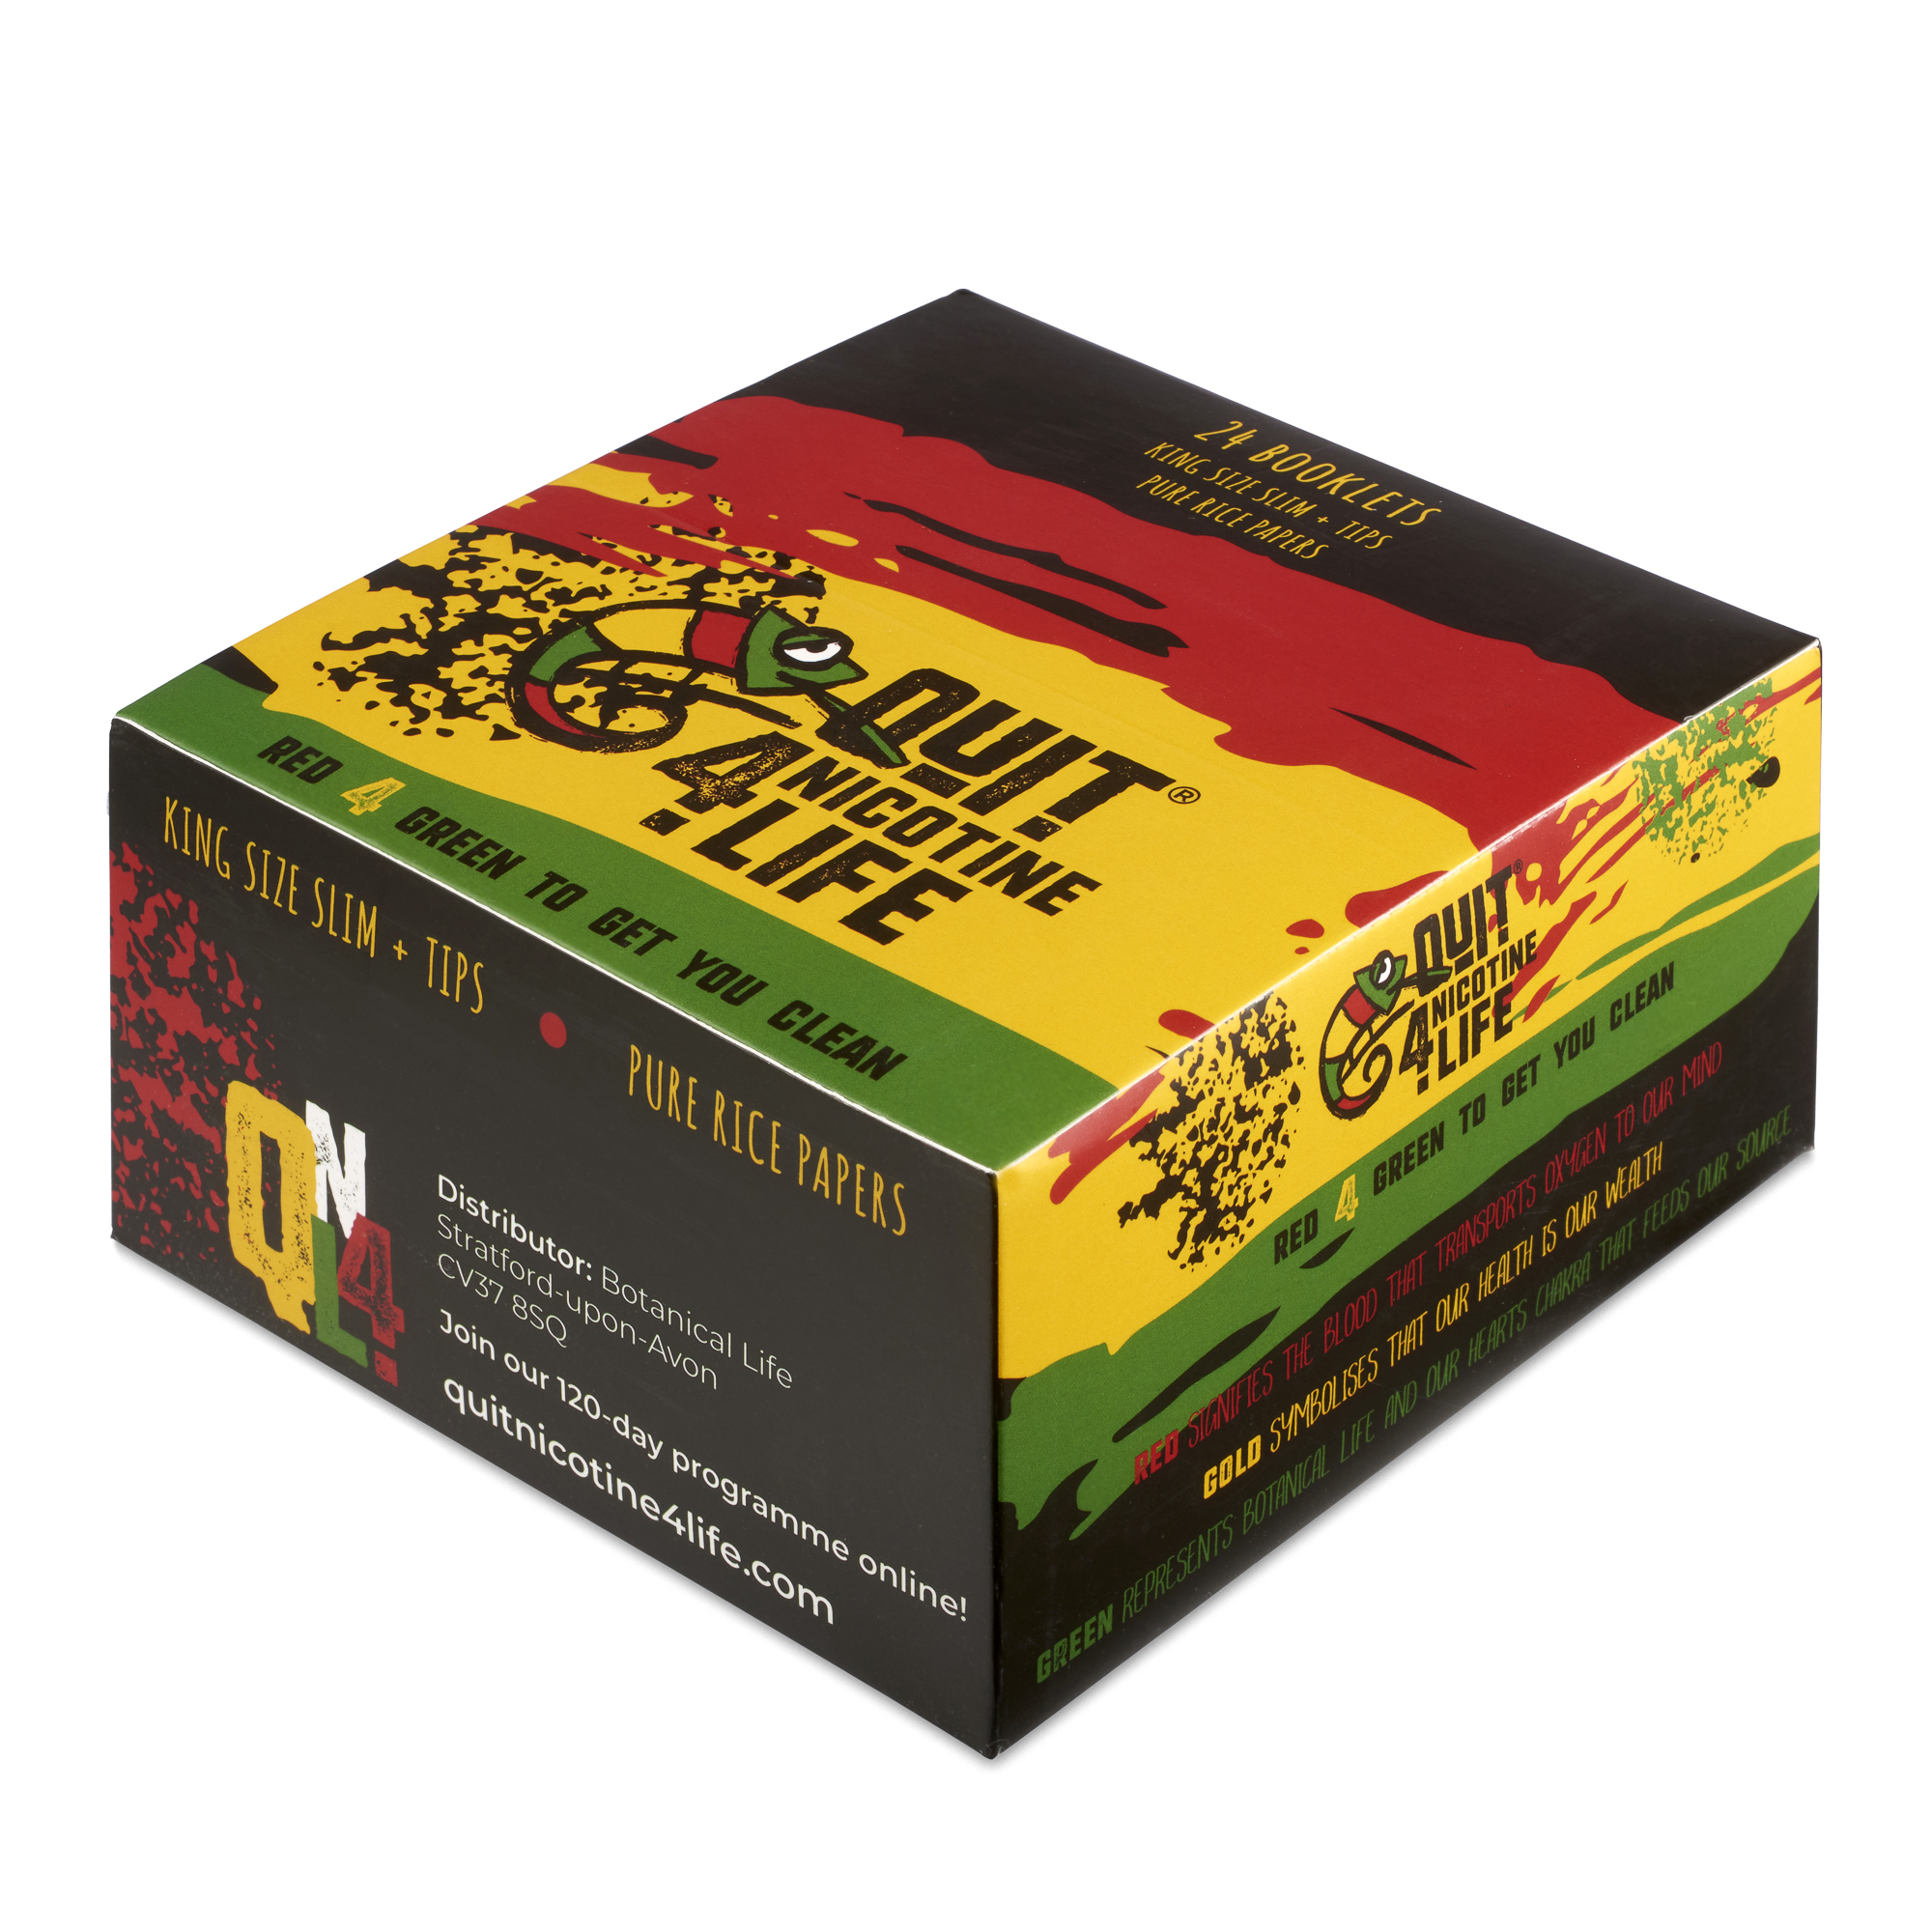 24 BOOKLETS
KING SIZE SLIM + TIPS
PURE RICE PAPERS
QUIT®
NICOTINE
4 LIFE
RED 4 GREEN TO GET YOU CLEAN
KING SIZE SLIM + TIPS • PURE RICE PAPERS
QN
L4
Distributor: Botanical Life
Stratford-upon-Avon
CV37 8SQ
Join our 120-day programme online!
quitnicotine4life.com
QUIT®
NICOTINE
4 LIFE
RED 4 GREEN TO GET YOU CLEAN
RED SIGNIFIES THE BLOOD THAT TRANSPORTS OXYGEN TO OUR MIND
GOLD SYMBOLISES THAT OUR HEALTH IS OUR WEALTH
GREEN REPRESENTS BOTANICAL LIFE AND OUR HEARTS CHAKRA THAT FEEDS OUR SOURCE